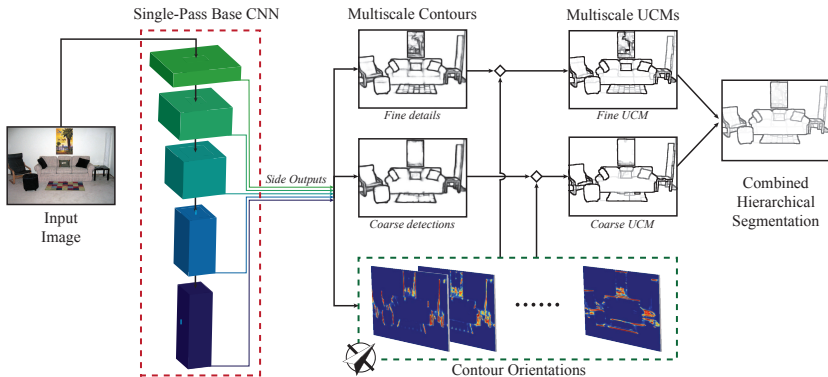 Single-Pass Base CNN
Multiscale Contours
Multiscale UCMs
Fine details
Fine UCM
Side Outputs
Input
Image
Coarse detections
Coarse UCM
Combined
Hierarchical
Segmentation
Contour Orientations